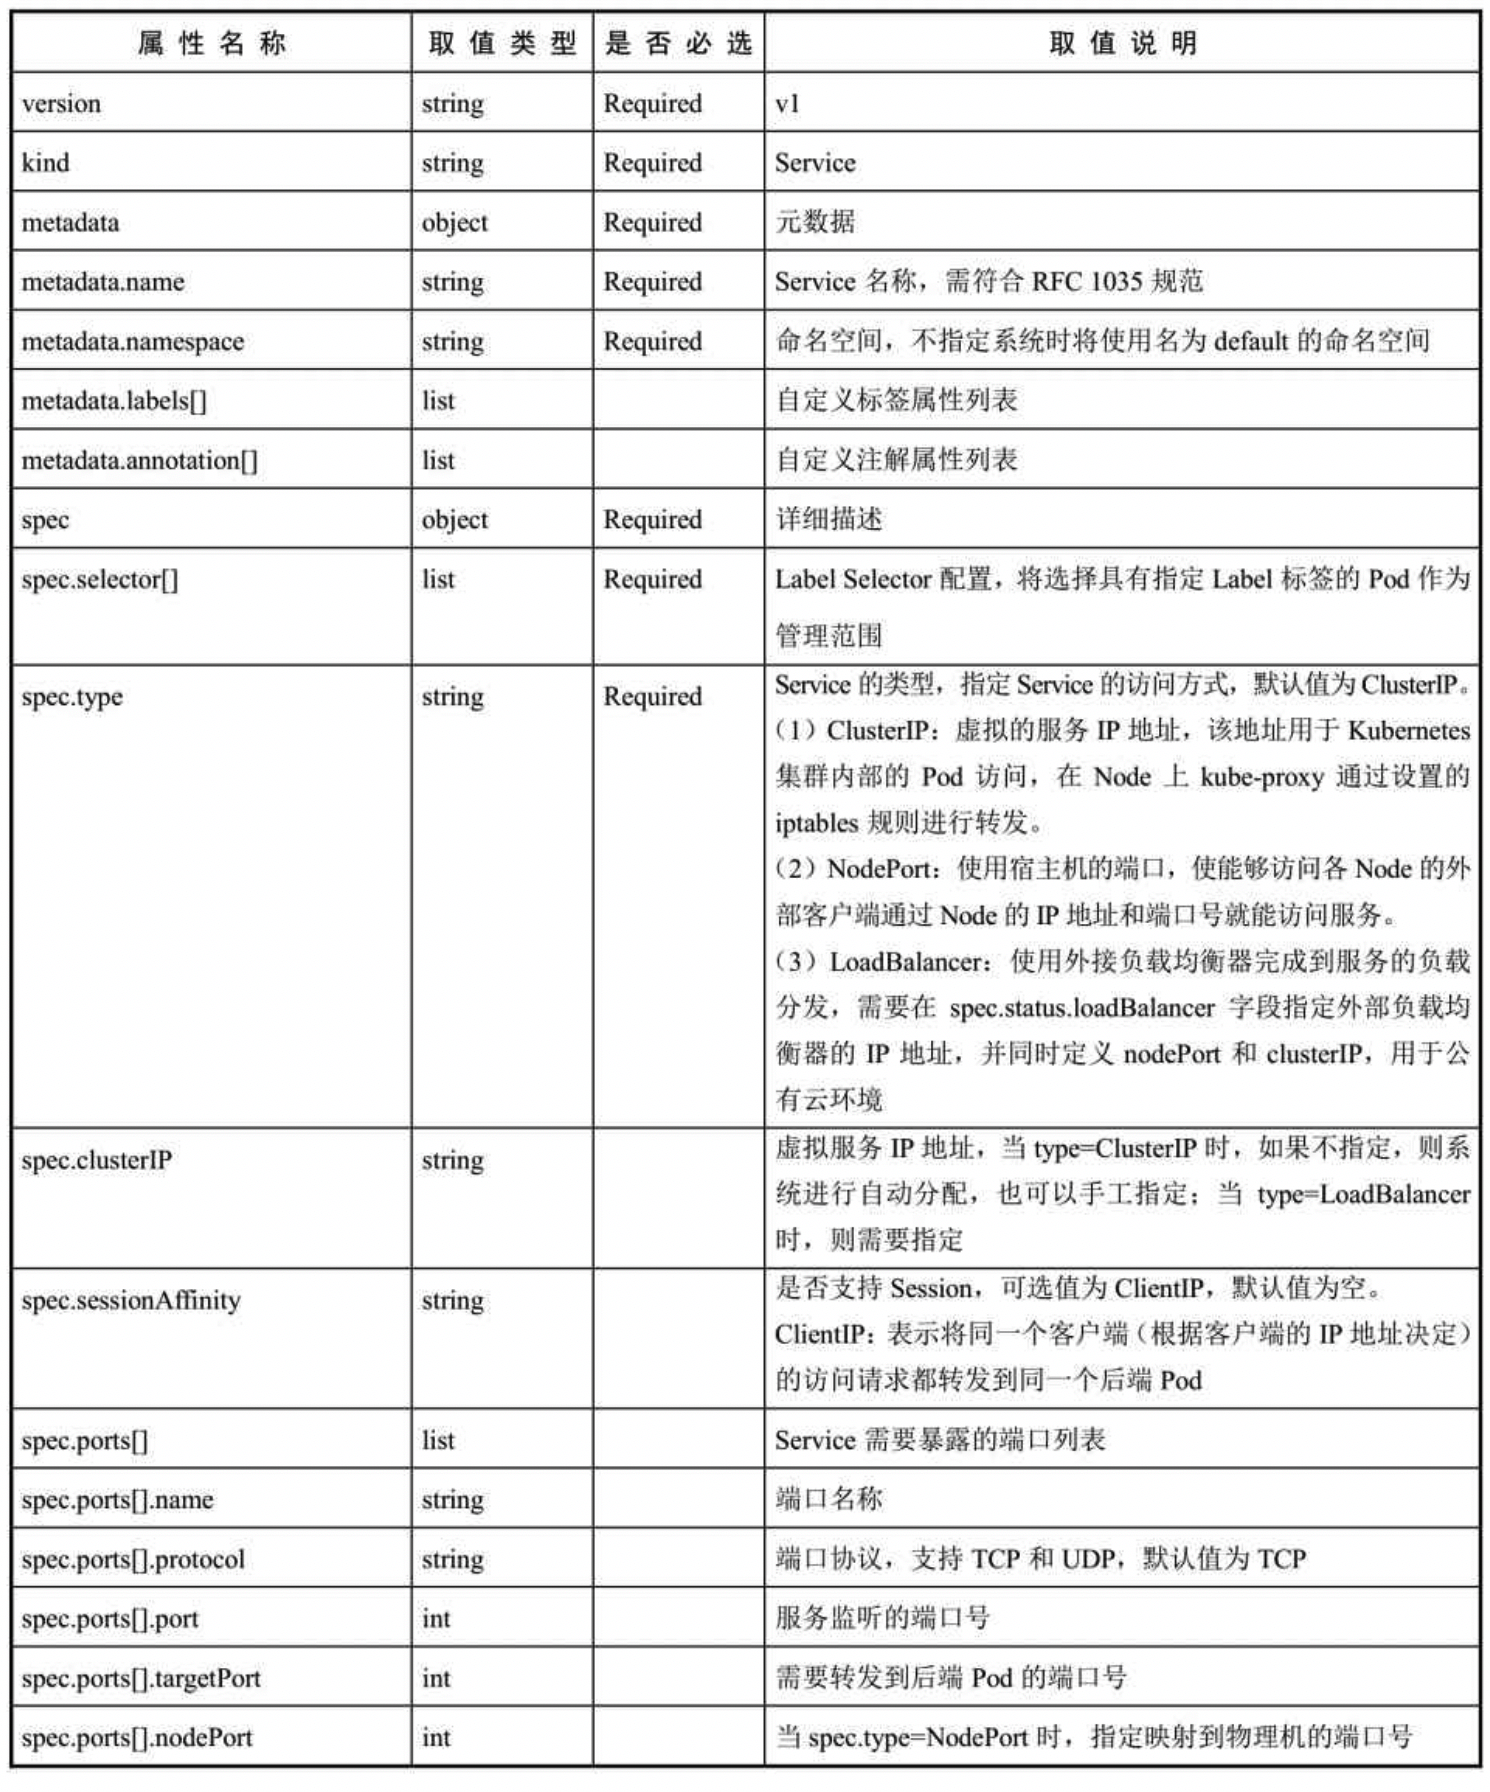 属性名称 取值类型 是否必选 取值说明
version string Required v1
kind string Required Service
metadata object Required 元数据
metadata.name string Required Service 名称，需符合 RFC 1035 规范
metadata.namespace string Required 命名空间，不指定系统时将使用名为 default 的命名空间
metadata.labels[] list 自定义标签属性列表
metadata.annotation[] list 自定义注解属性列表
spec object Required 详细描述
spec.selector[] list Required Label Selector 配置，将选择具有指定 Label 标签的 Pod 作为
管理范围
spec.type string Required Service 的类型，指定 Service 的访问方式，默认值为 ClusterIP。
（1）ClusterIP：虚拟的服务 IP 地址，该地址用于 Kubernetes
集群内部的 Pod 访问，在 Node 上 kube-proxy 通过设置的
iptables 规则进行转发。
（2）NodePort：使用宿主机的端口，使能够访问各 Node 的外
部客户端通过 Node 的 IP 地址和端口号就能访问服务。
（3）LoadBalancer：使用外接负载均衡器完成到服务的负载
分发，需要在 spec.status.loadBalancer 字段指定外部负载均
衡器的 IP 地址，并同时定义 nodePort 和 clusterIP，用于公
有云环境
spec.clusterIP string 虚拟服务 IP 地址，当 type=ClusterIP 时，如果不指定，则系
统进行自动分配，也可以手工指定；当 type=LoadBalancer
时，则需要指定
spec.sessionAffinity string 是否支持 Session，可选值为 ClientIP，默认值为空。
ClientIP：表示将同一个客户端（根据客户端的 IP 地址决定）
的访问请求都转发到同一个后端 Pod
spec.ports[] list Service 需要暴露的端口列表
spec.ports[].name string 端口名称
spec.ports[].protocol string 端口协议，支持 TCP 和 UDP，默认值为 TCP
spec.ports[].port int 服务监听的端口号
spec.ports[].targetPort int 需要转发到后端 Pod 的端口号
spec.ports[].nodePort int 当 spec.type=NodePort 时，指定映射到物理机的端口号